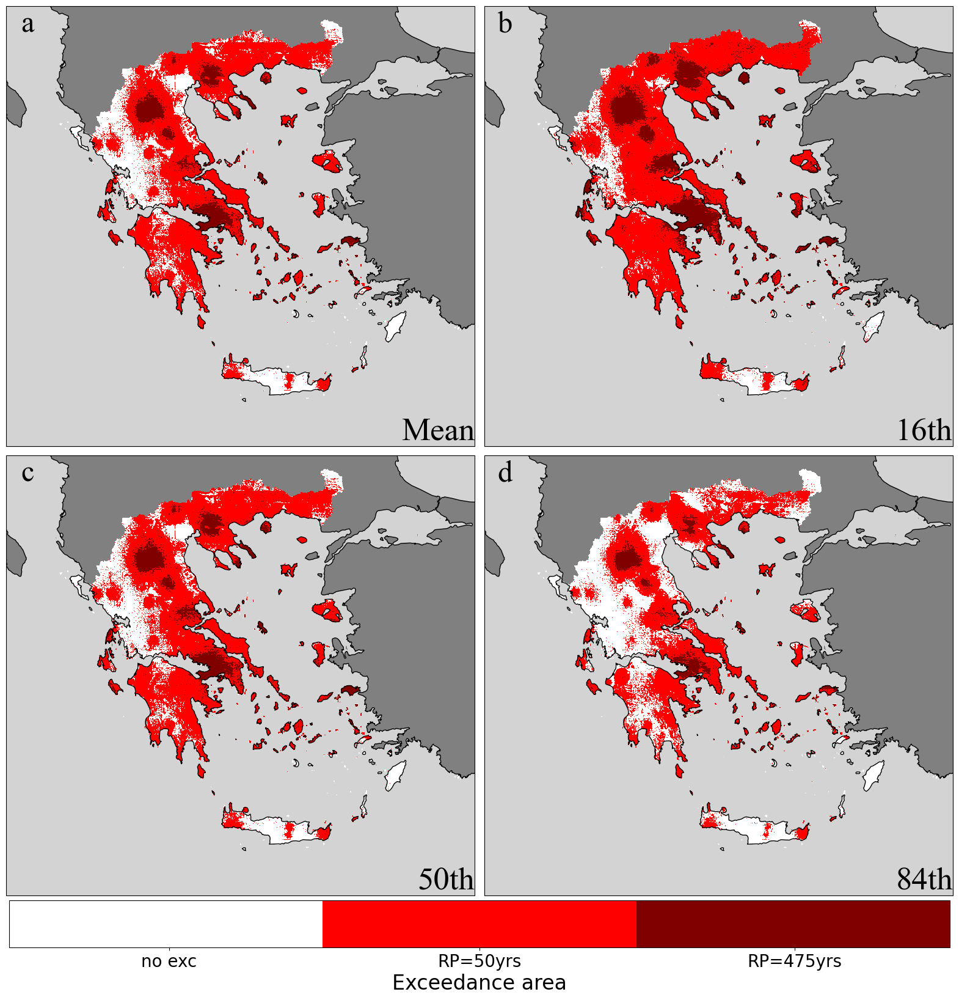 a
b
Mean
16th
c
d
50th
84th
no exc
RP=50yrs
RP=475yrs
Exceedance area